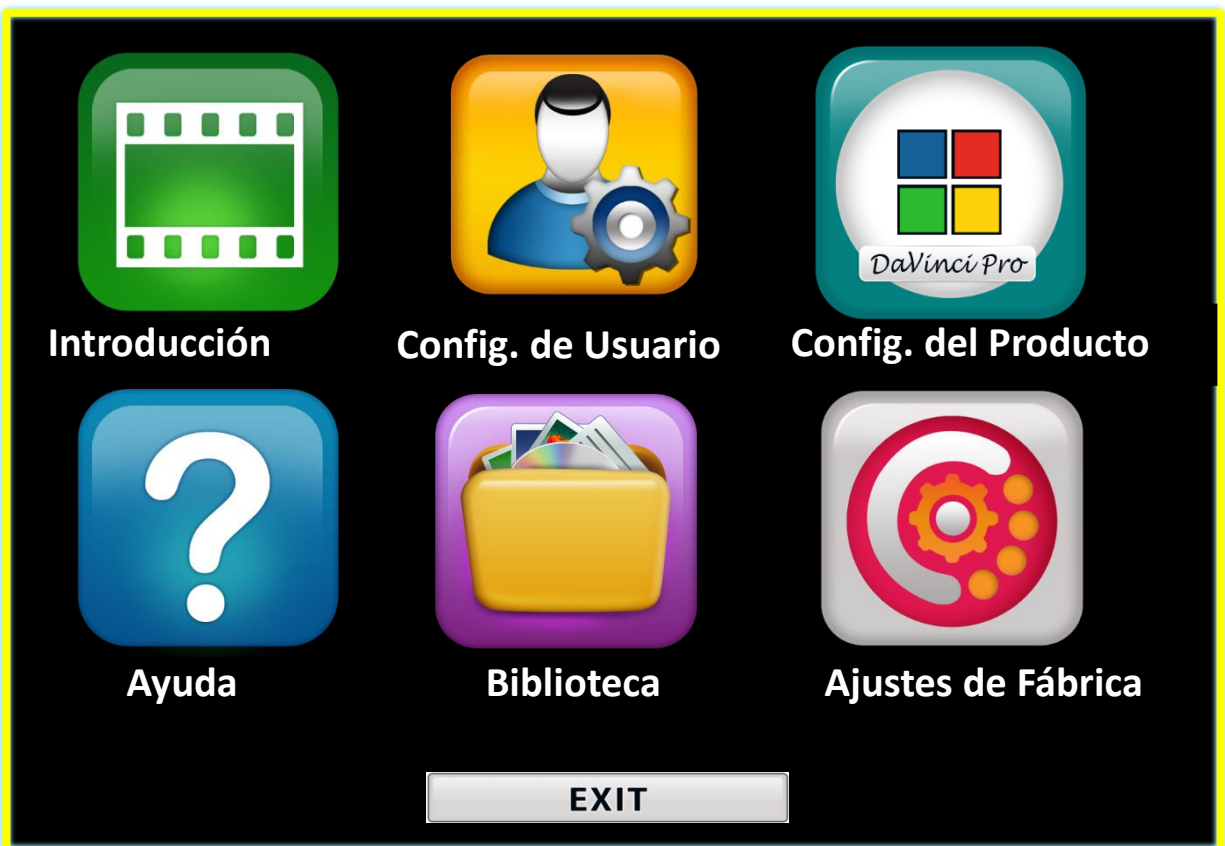 DaVinci Pro
Introducción
Config. de Usuario
Config. del Producto
Ayuda
Biblioteca
Ajustes de Fábrica
EXIT